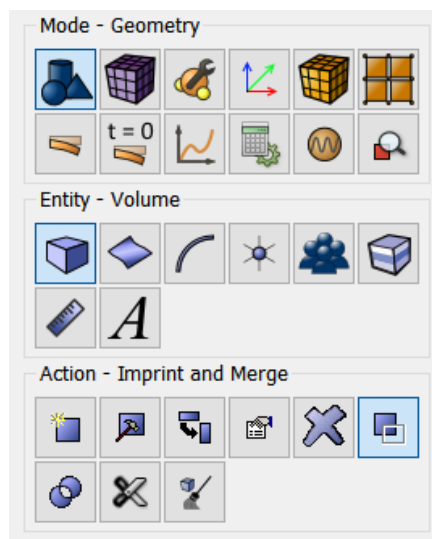 Mode - Geometry
t = 0
Entity - Volume
A
Action - Imprint and Merge